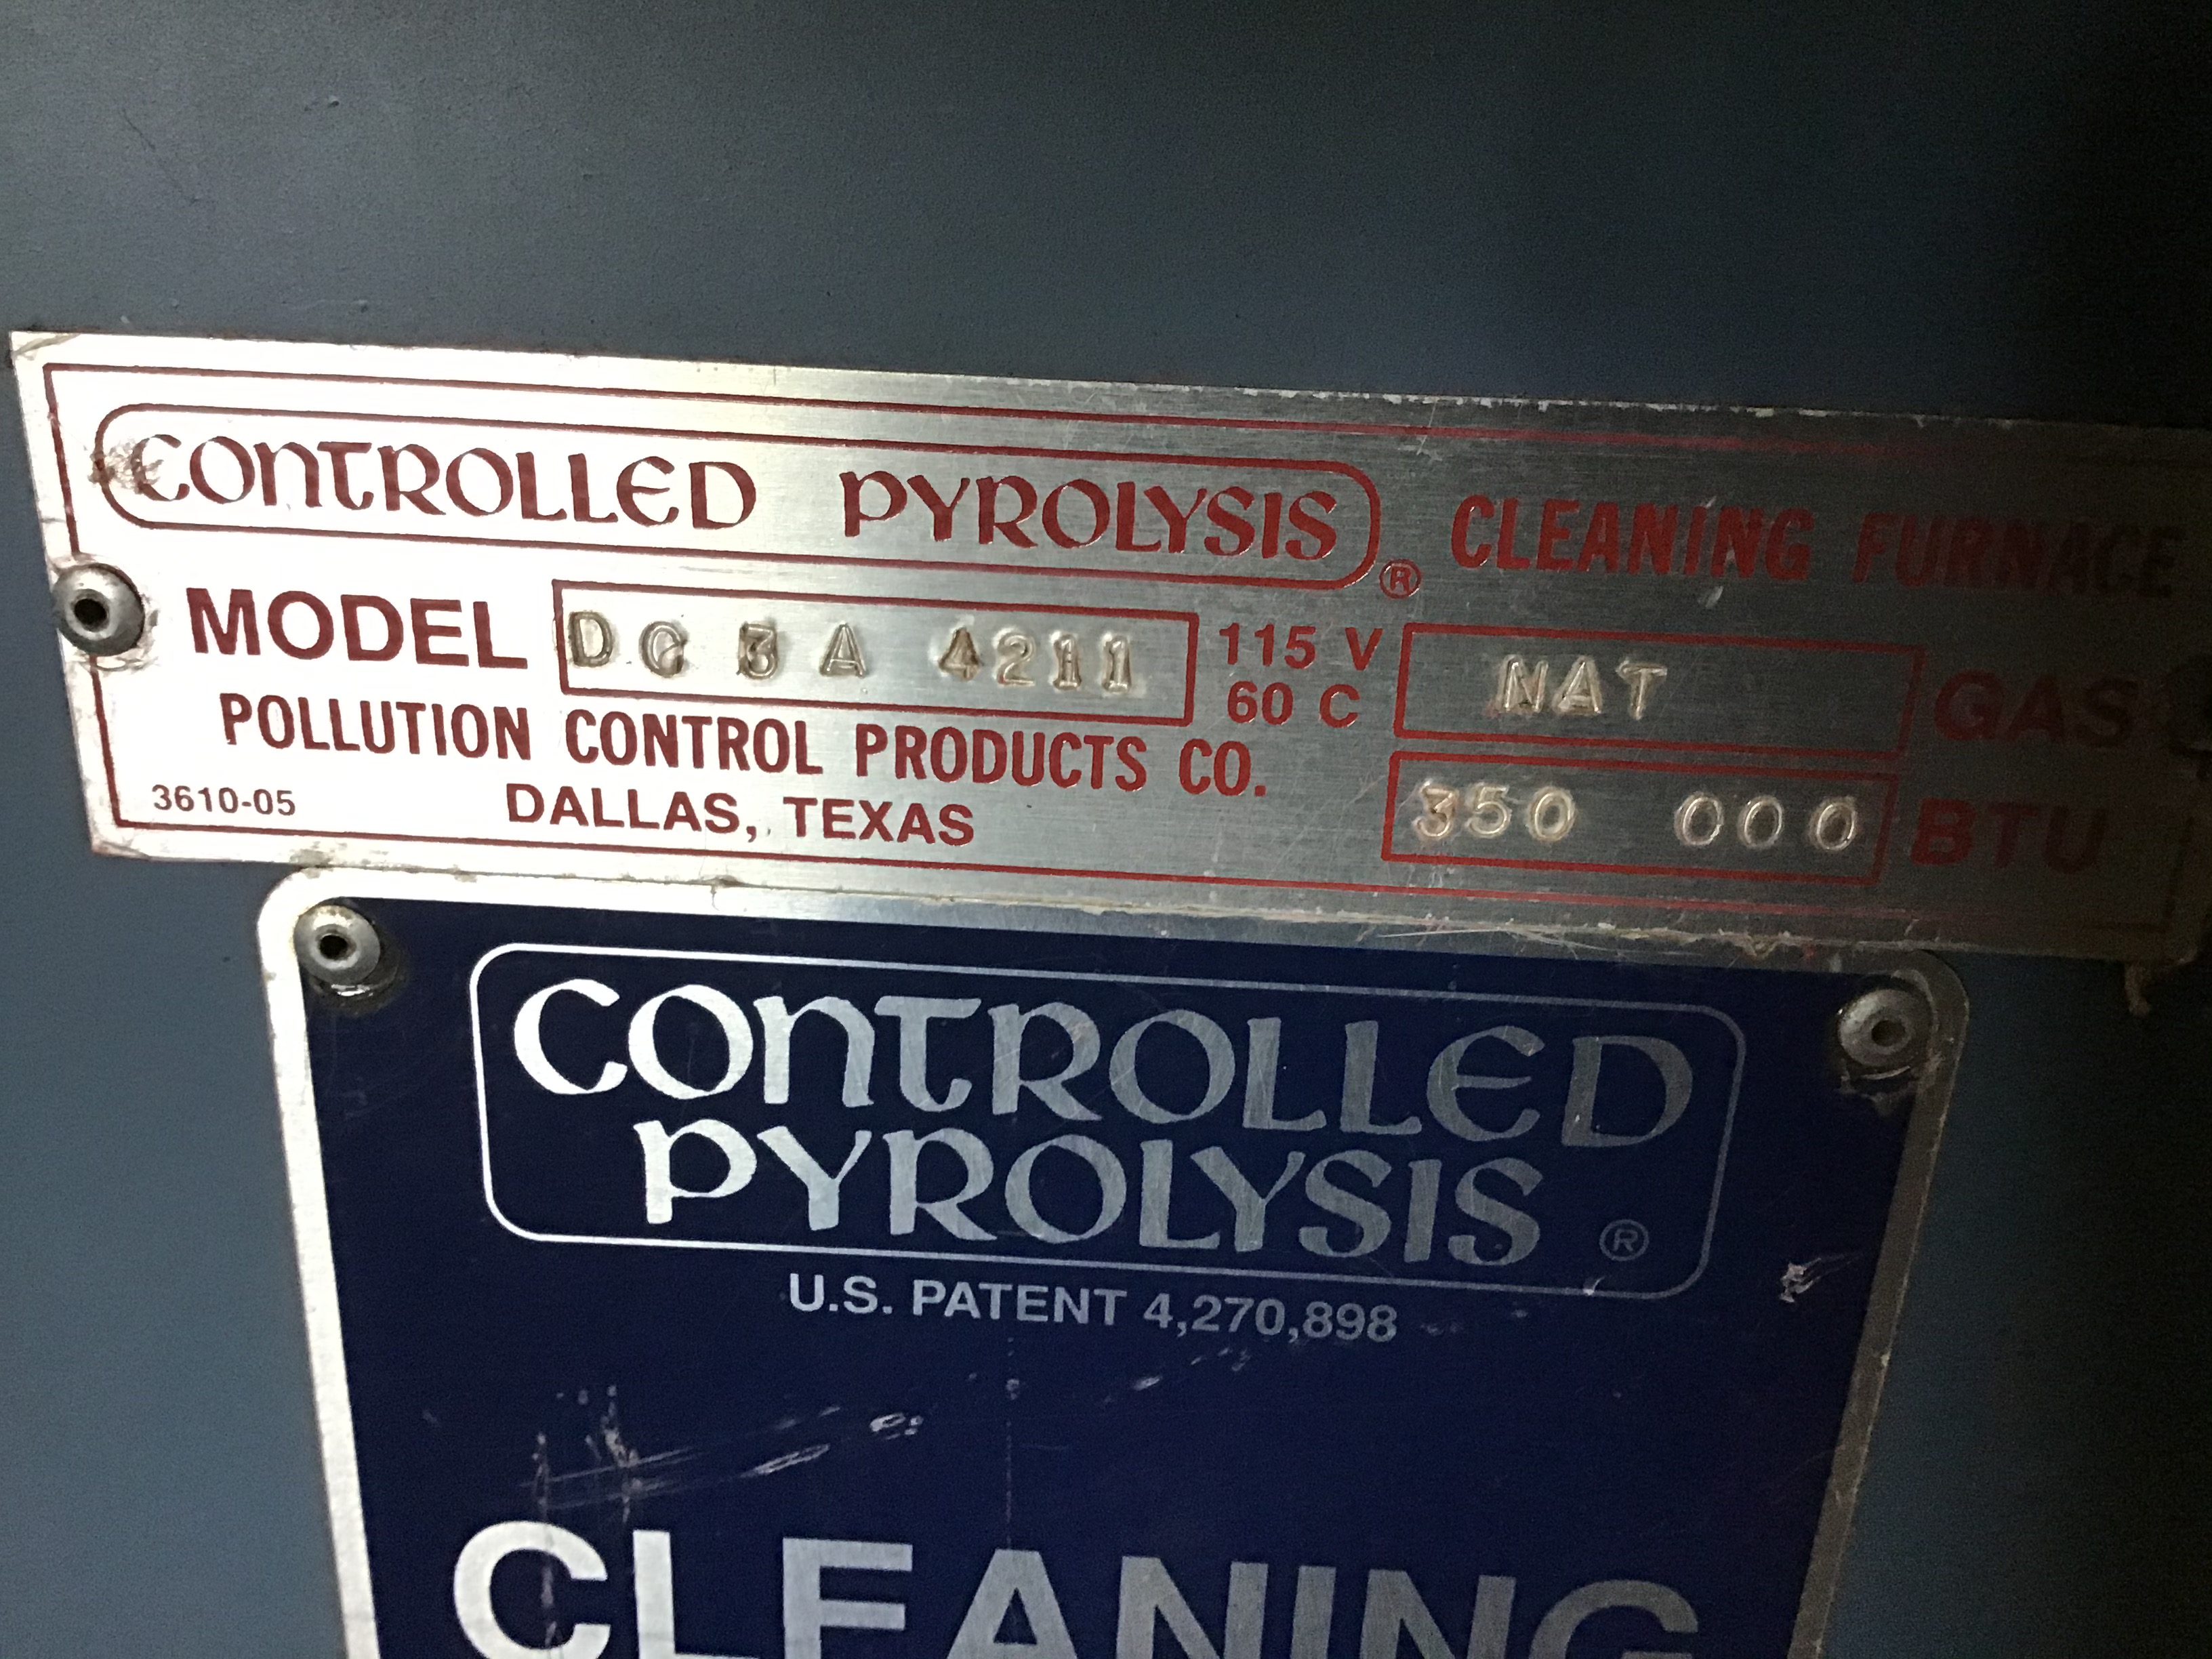 CONTROLLED PYROLYSIS ® CLEANING FURNACE
MODEL DC 3 A 4211 115 V 60 C NAT GAS
POLLUTION CONTROL PRODUCTS CO. 350 000 BTU
3610-05 DALLAS, TEXAS
CONTROLLED
PYROLYSIS ®
U.S. PATENT 4,270,898
CLEANING